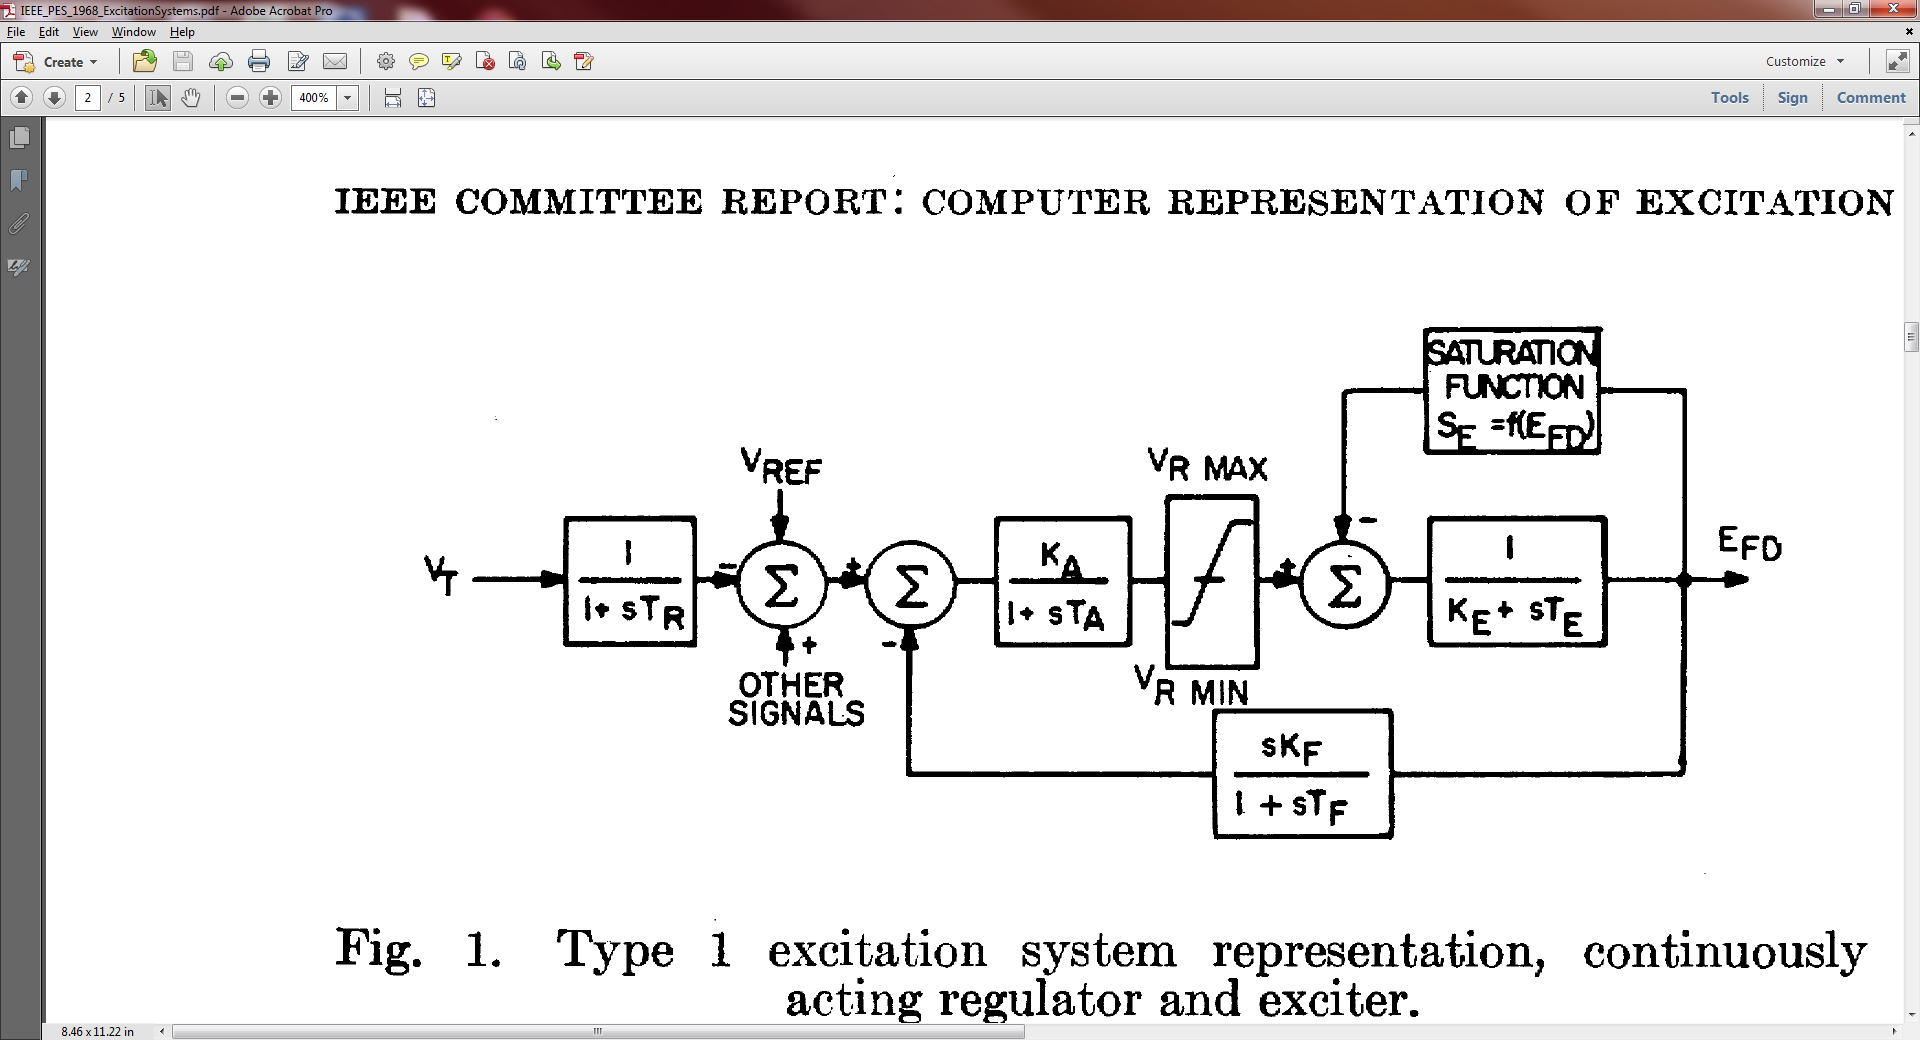 IEEE_PES_1968_ExcitationSystems.pdf - Adobe Acrobat Pro
File Edit View Window Help
Create
Customize
2 / 5
400%
Tools Sign Comment
IEEE COMMITTEE REPORT: COMPUTER REPRESENTATION OF EXCITATION
SATURATION
FUNCTION
SE =f(EFD)
VREF
VR MAX
VT
1
1+ sTR
-
Σ
+
OTHER
SIGNALS
+
Σ
-
KA
1+ sTA
VR MIN
+
-
Σ
1
KE+ sTE
EFD
sKF
1 + sTF
Fig. 1. Type 1 excitation system representation, continuously
acting regulator and exciter.
8.46 x 11.22 in